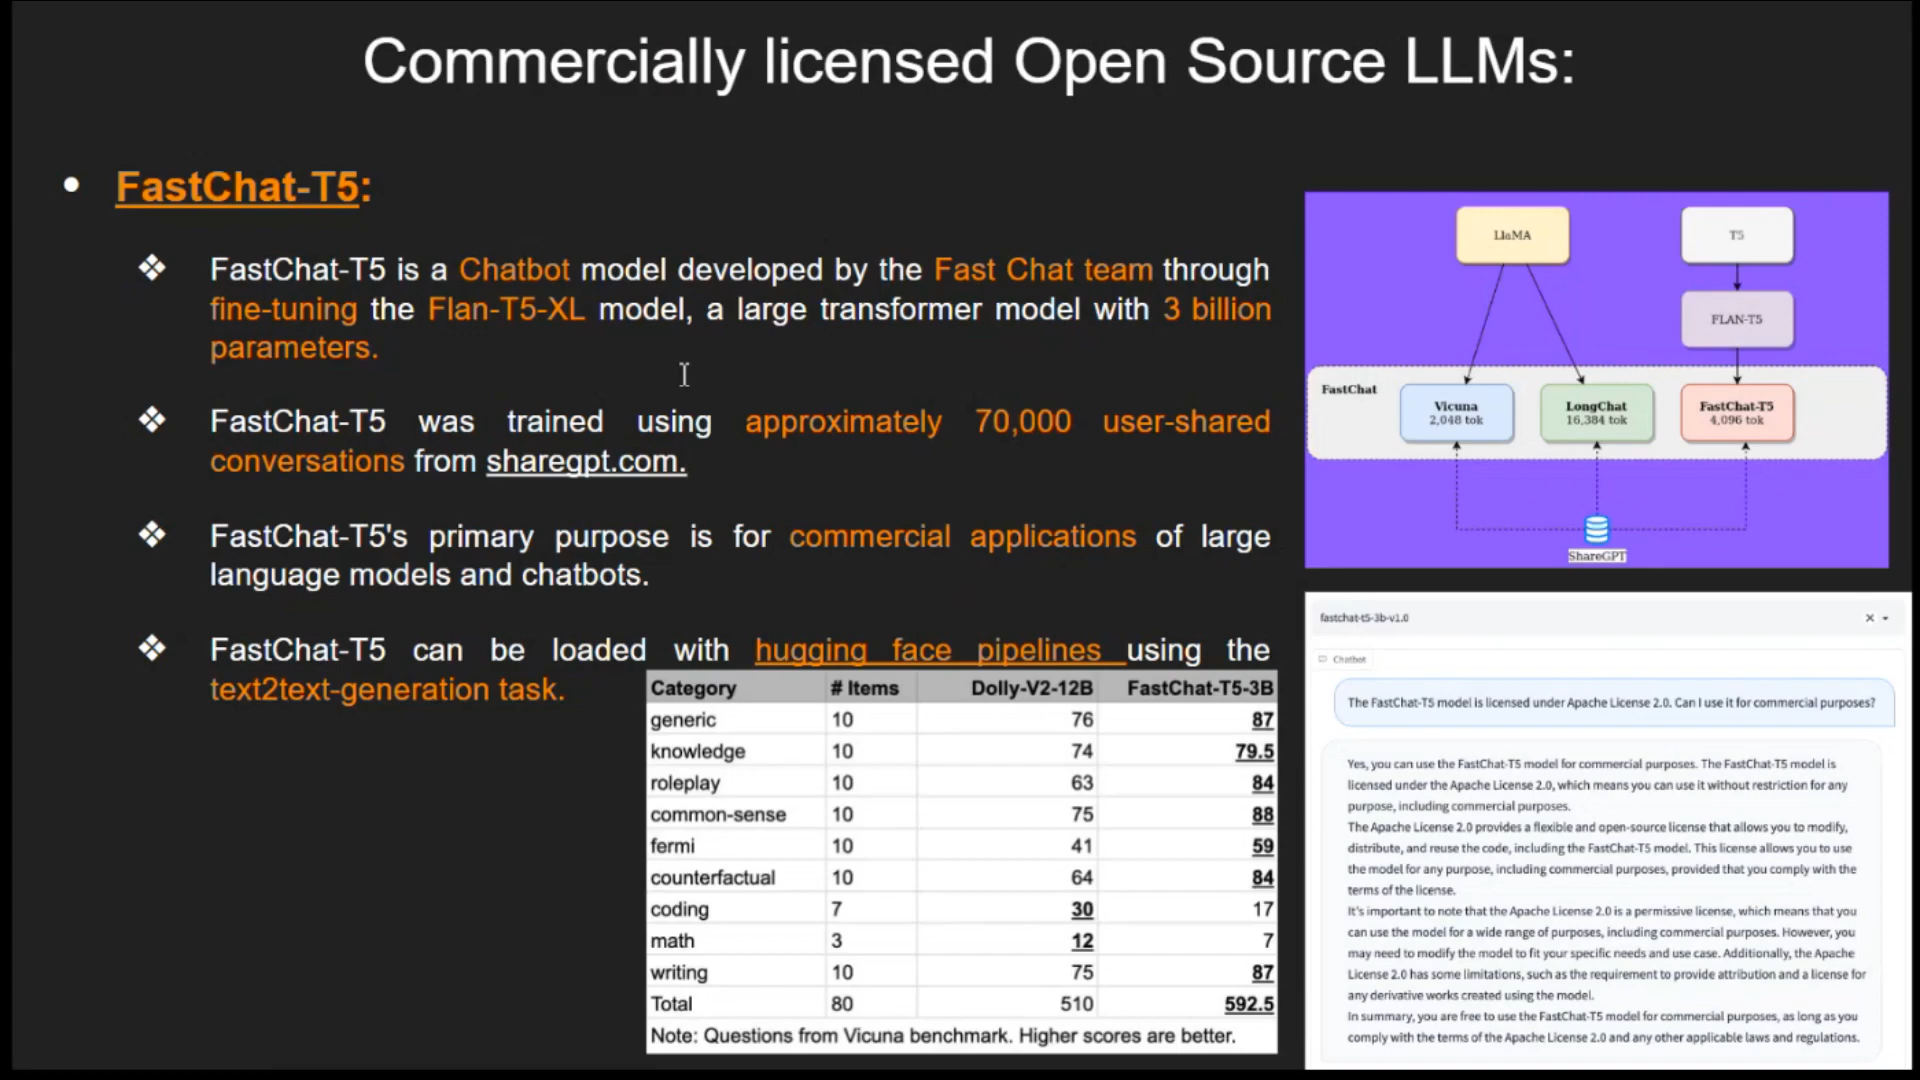 Commercially licensed Open Source LLMs:
FastChat-T5:
FastChat-T5 is a Chatbot model developed by the Fast Chat team through
fine-tuning the Flan-T5-XL model, a large transformer model with 3 billion
parameters.
FastChat-T5 was trained using approximately 70,000 user-shared
conversations from sharegpt.com.
FastChat-T5's primary purpose is for commercial applications of large
language models and chatbots.
FastChat-T5 can be loaded with hugging face pipelines using the
text2text-generation task.
Category # Items Dolly-V2-12B FastChat-T5-3B
generic 10 76 87
knowledge 10 74 79.5
roleplay 10 63 84
common-sense 10 75 88
fermi 10 41 59
counterfactual 10 64 84
coding 7 30 17
math 3 12 7
writing 10 75 87
Total 80 510 592.5
Note: Questions from Vicuna benchmark. Higher scores are better.
LlaMA
T5
FLAN-T5
FastChat
Vicuna
2,048 tok
LongChat
16,384 tok
FastChat-T5
4,096 tok
ShareGPT
fastchat-t5-3b-v1.0
Chatbot
The FastChat-T5 model is licensed under Apache License 2.0. Can I use it for commercial purposes?
Yes, you can use the FastChat-T5 model for commercial purposes. The FastChat-T5 model is
licensed under the Apache License 2.0, which means you can use it without restriction for any
purpose, including commercial purposes.
The Apache License 2.0 provides a flexible and open-source license that allows you to modify,
distribute, and reuse the code, including the FastChat-T5 model. This license allows you to use
the model for any purpose, including commercial purposes, provided that you comply with the
terms of the license.
It's important to note that the Apache License 2.0 is a permissive license, which means that you
can use the model for a wide range of purposes, including commercial purposes. However, you
may need to modify the model to fit your specific needs and use case. Additionally, the Apache
License 2.0 has some limitations, such as the requirement to provide attribution and a license for
any derivative works created using the model.
In summary, you are free to use the FastChat-T5 model for commercial purposes, as long as you
comply with the terms of the Apache License 2.0 and any other applicable laws and regulations.